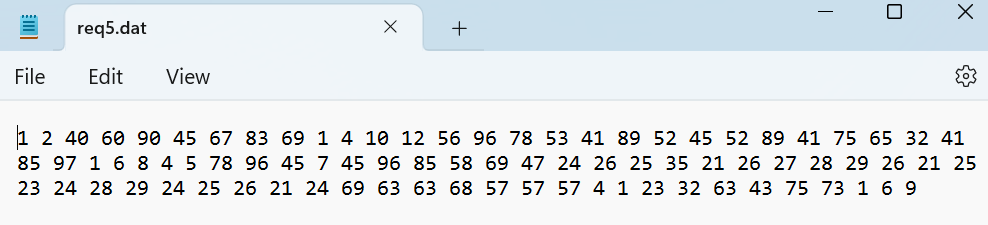 req5.dat
File Edit View
1 2 40 60 90 45 67 83 69 1 4 10 12 56 96 78 53 41 89 52 45 52 89 41 75 65 32 41
85 97 1 6 8 4 5 78 96 45 7 45 96 85 58 69 47 24 26 25 35 21 26 27 28 29 26 21 25
23 24 28 29 24 25 26 21 24 69 63 63 68 57 57 57 4 1 23 32 63 43 75 73 1 6 9